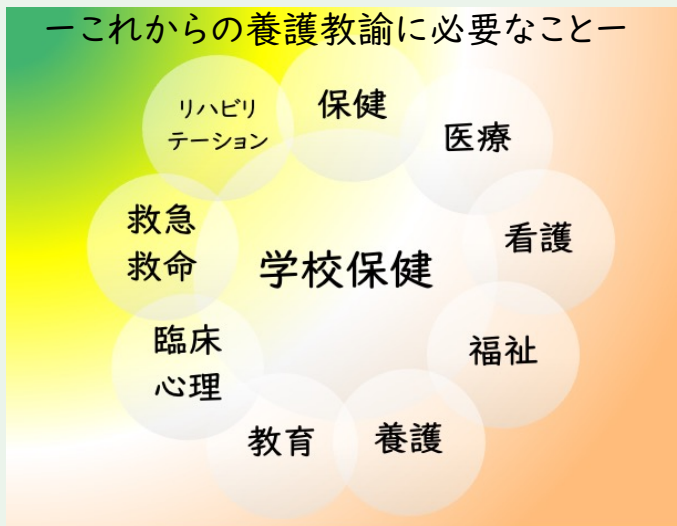 ーこれからの養護教諭に必要なことー
リハビリ
テーション
保健
医療
救急
救命
学校保健
看護
臨床
心理
福祉
教育
養護